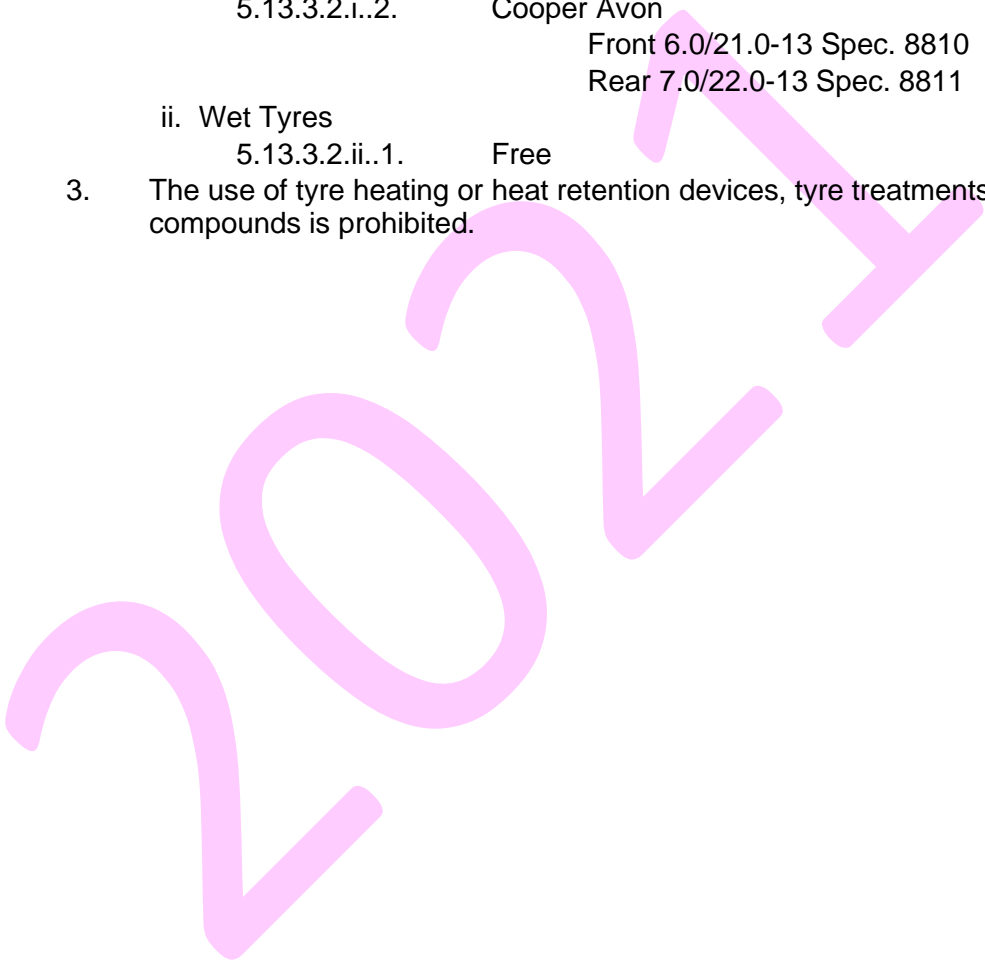 5.13.3.2.i..2. Cooper Avon
Front 6.0/21.0-13 Spec. 8810
Rear 7.0/22.0-13 Spec. 8811
ii. Wet Tyres
5.13.3.2.ii..1. Free
3. The use of tyre heating or heat retention devices, tyre treatments
compounds is prohibited.
2021